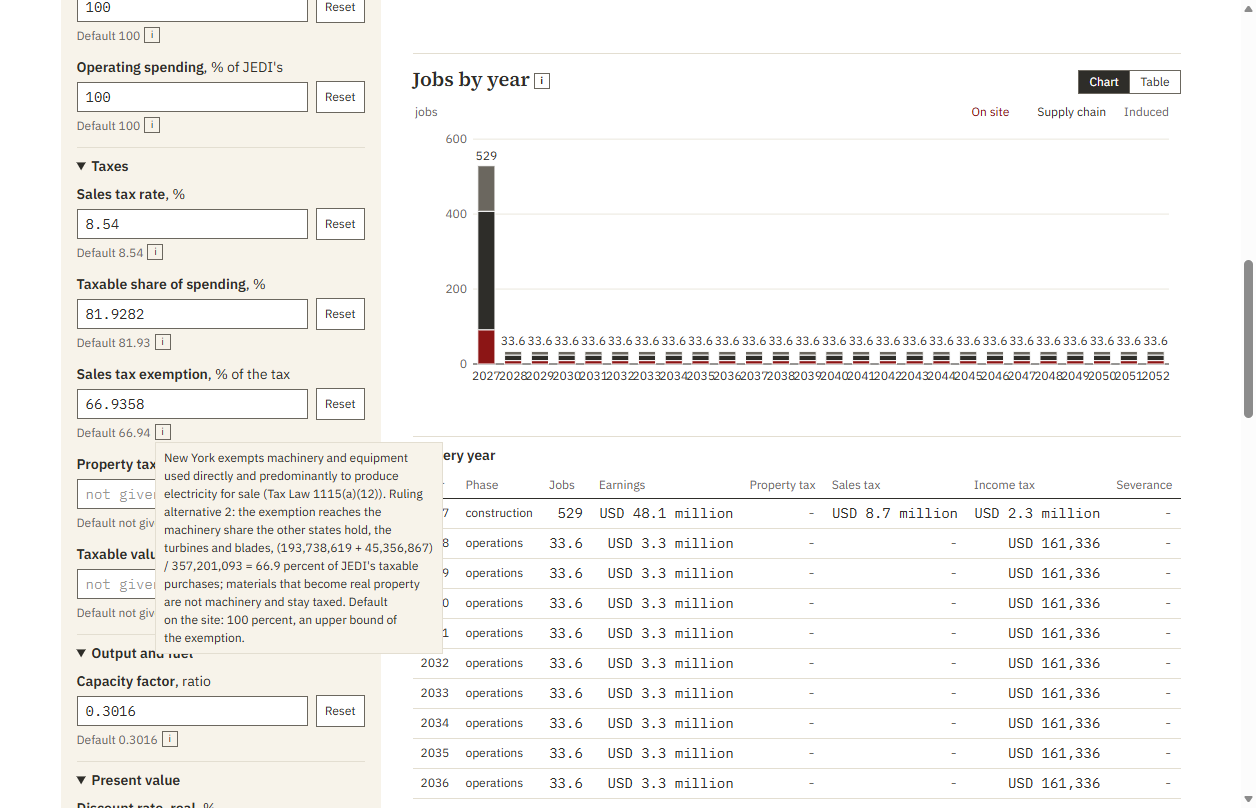 100
Reset
Default 100 i
Operating spending, % of JEDI's
100
Reset
Default 100 i
▼ Taxes
Sales tax rate, %
8.54
Reset
Default 8.54 i
Taxable share of spending, %
81.9282
Reset
Default 81.93 i
Sales tax exemption, % of the tax
66.9358
Reset
Default 66.94 i
New York exempts machinery and equipment
used directly and predominantly to produce
electricity for sale (Tax Law 1115(a)(12)). Ruling
alternative 2: the exemption reaches the
machinery share the other states hold, the
turbines and blades, (193,738,619 + 45,356,867)
/ 357,201,093 = 66.9 percent of JEDI's taxable
purchases; materials that become real property
are not machinery and stay taxed. Default
on the site: 100 percent, an upper bound of
the exemption.
Property tax
not given
Default not giv
Taxable valu
not given
Default not giv
▼ Output and fuel
Capacity factor, ratio
0.3016
Reset
Default 0.3016 i
▼ Present value
Discount rate, real, %
Jobs by year i
Chart Table
jobs
On site Supply chain Induced
600
400
200
0
529
33.6 33.6 33.6 33.6 33.6 33.6 33.6 33.6 33.6 33.6 33.6 33.6 33.6 33.6 33.6 33.6 33.6 33.6 33.6 33.6 33.6 33.6 33.6 33.6 33.6
2027 2028 2029 2030 2031 2032 2033 2034 2035 2036 2037 2038 2039 2040 2041 2042 2043 2044 2045 2046 2047 2048 2049 2050 2051 2052
ery year
Phase Jobs Earnings Property tax Sales tax Income tax Severance
7 construction 529 USD 48.1 million - USD 8.7 million USD 2.3 million -
8 operations 33.6 USD 3.3 million - - USD 161,336 -
9 operations 33.6 USD 3.3 million - - USD 161,336 -
0 operations 33.6 USD 3.3 million - - USD 161,336 -
1 operations 33.6 USD 3.3 million - - USD 161,336 -
2032 operations 33.6 USD 3.3 million - - USD 161,336 -
2033 operations 33.6 USD 3.3 million - - USD 161,336 -
2034 operations 33.6 USD 3.3 million - - USD 161,336 -
2035 operations 33.6 USD 3.3 million - - USD 161,336 -
2036 operations 33.6 USD 3.3 million - - USD 161,336 -